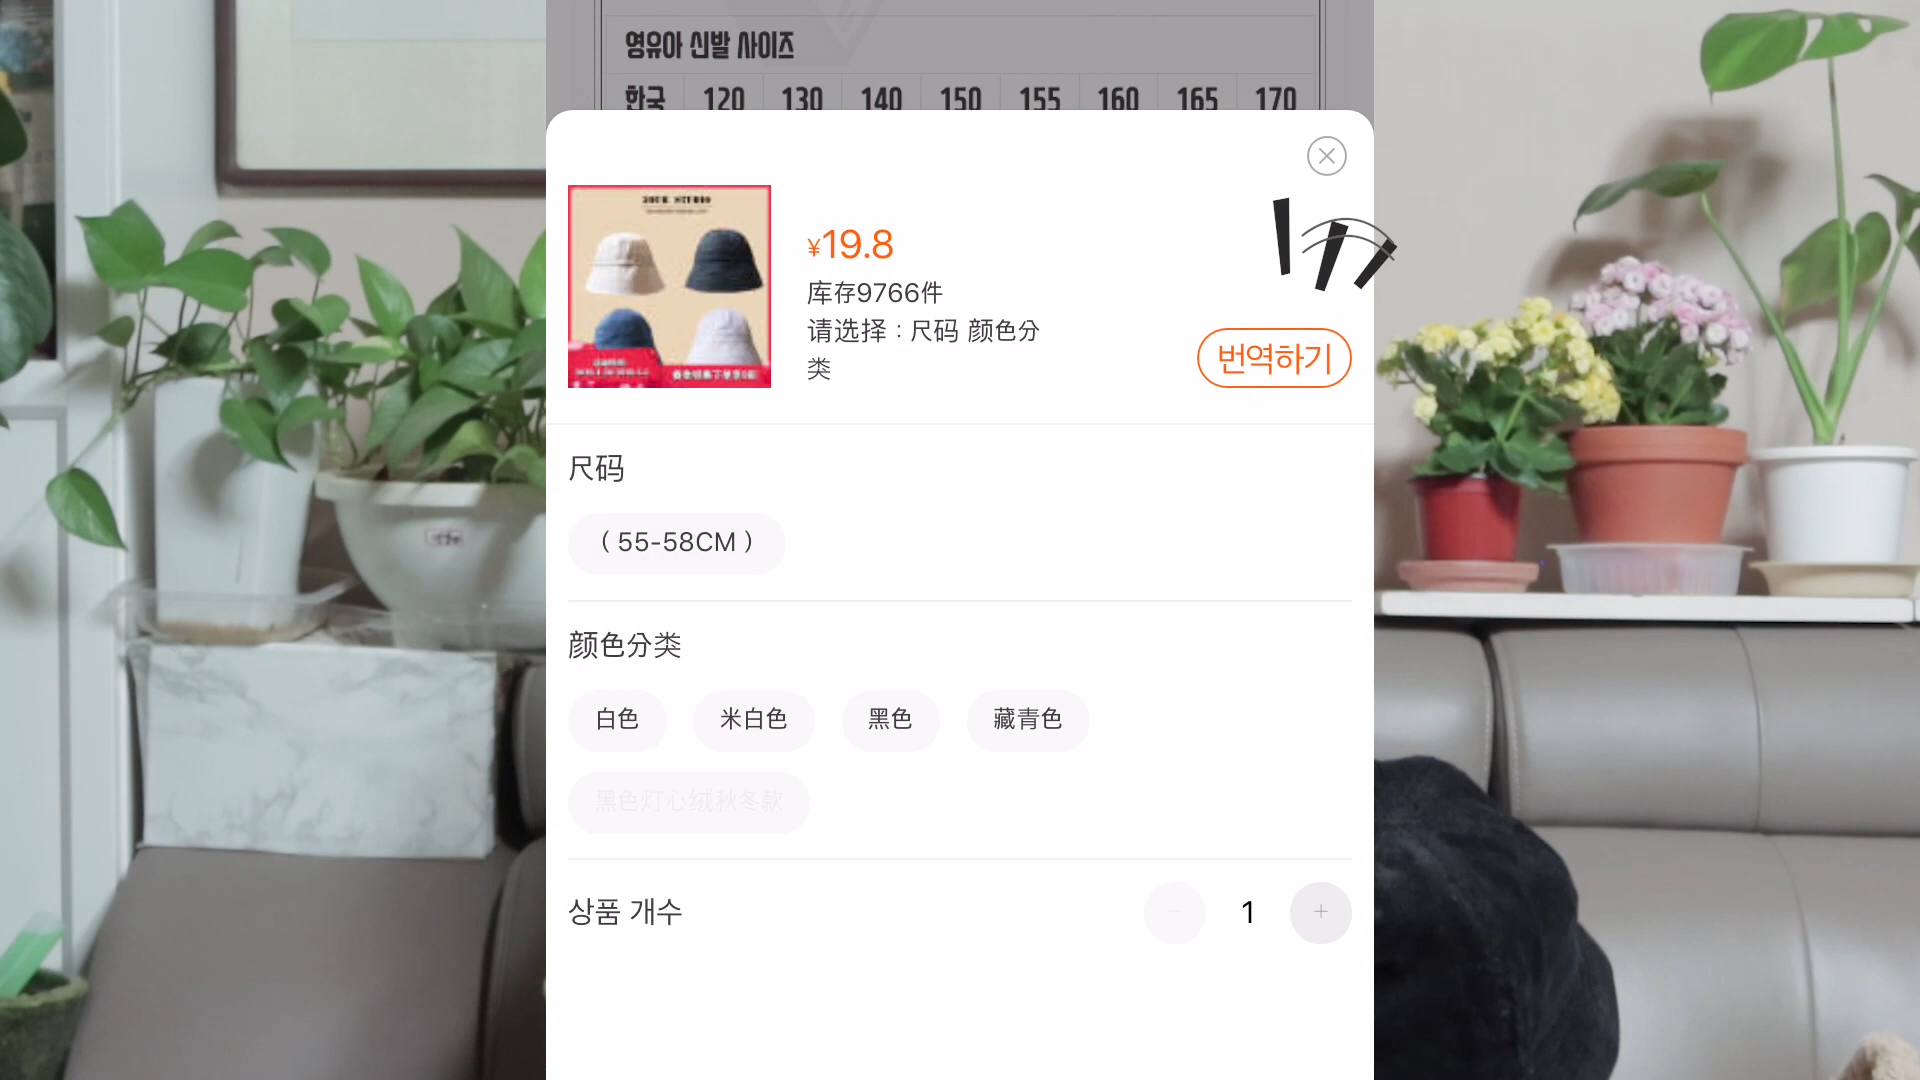 영유아 신발 사이즈
한국 120 130 140 150 155 160 165 170
¥19.8
库存9766件
请选择：尺码 颜色分
类
번역하기
尺码
（ 55-58CM ）
颜色分类
白色 米白色 黑色 藏青色
黑色灯心绒秋冬款
상품 개수
1